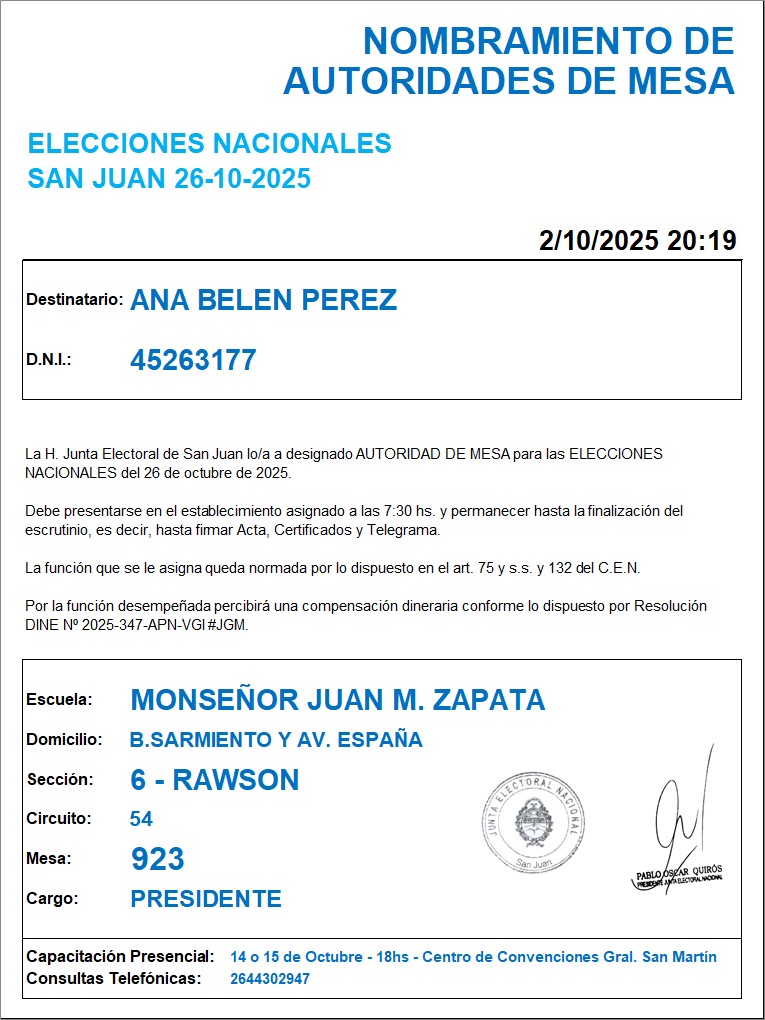 NOMBRAMIENTO DE
AUTORIDADES DE MESA
ELECCIONES NACIONALES
SAN JUAN 26-10-2025
2/10/2025 20:19
Destinatario: ANA BELEN PEREZ
D.N.I.: 45263177
La H. Junta Electoral de San Juan lo/a a designado AUTORIDAD DE MESA para las ELECCIONES
NACIONALES del 26 de octubre de 2025.
Debe presentarse en el establecimiento asignado a las 7:30 hs. y permanecer hasta la finalización del
escrutinio, es decir, hasta firmar Acta, Certificados y Telegrama.
La función que se le asigna queda normada por lo dispuesto en el art. 75 y s.s. y 132 del C.E.N.
Por la función desempeñada percibirá una compensación dineraria conforme lo dispuesto por Resolución
DINE Nº 2025-347-APN-VGI#JGM.
Escuela: MONSEÑOR JUAN M. ZAPATA
Domicilio: B.SARMIENTO Y AV. ESPAÑA
Sección: 6 - RAWSON
Circuito: 54
Mesa: 923
Cargo: PRESIDENTE
JUNTA ELECTORAL NACIONAL
San Juan
PABLO OSCAR QUIRÓS
PRESIDENTE JUNTA ELECTORAL NACIONAL
Capacitación Presencial: 14 o 15 de Octubre - 18hs - Centro de Convenciones Gral. San Martín
Consultas Telefónicas: 2644302947